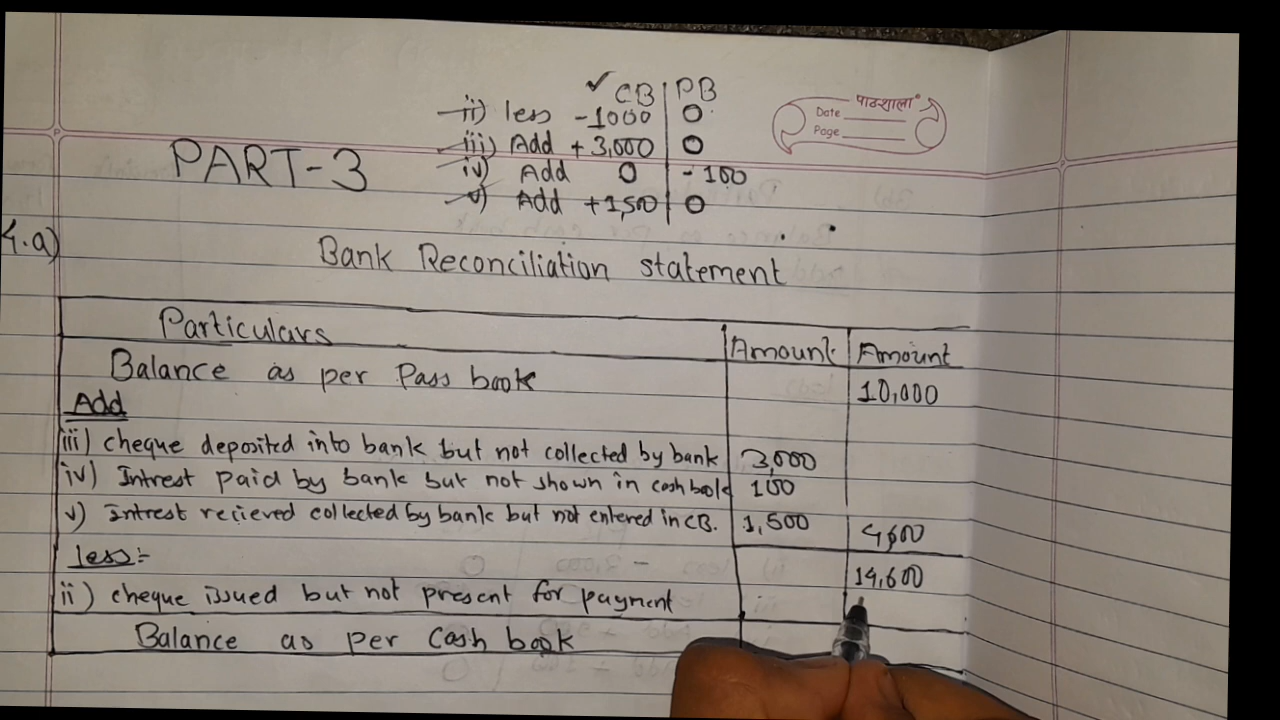 ✓CB | PB
ii) less -1000 | 0
iii) Add +3,000 | 0
iv) Add 0 | -100
v) Add +1,500 | 0
पाठशाला
Date
Page
PART-3
4.a)
Bank Reconciliation statement
Particulars Amount Amount
Balance as per Pass book 10,000
Add
iii) cheque deposited into bank but not collected by bank 3,000
iv) Intrest paid by bank but not shown in cash book 100
v) Intrest recieved collected by bank but not entered in CB. 1,500 4,600
less:-
14,600
ii) cheque issued but not present for payment
Balance as per Cash book